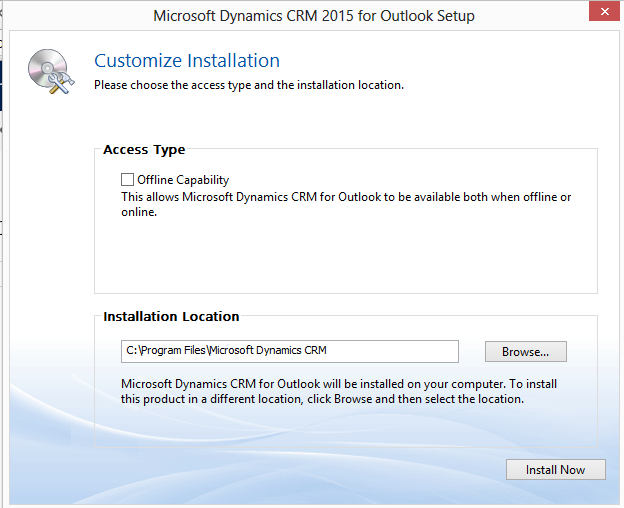 Microsoft Dynamics CRM 2015 for Outlook Setup
Customize Installation
Please choose the access type and the installation location.
Access Type
Offline Capability
This allows Microsoft Dynamics CRM for Outlook to be available both when offline or
online.
Installation Location
C:\Program Files\Microsoft Dynamics CRM
Browse...
Microsoft Dynamics CRM for Outlook will be installed on your computer. To install
this product in a different location, click Browse and then select the location.
Install Now